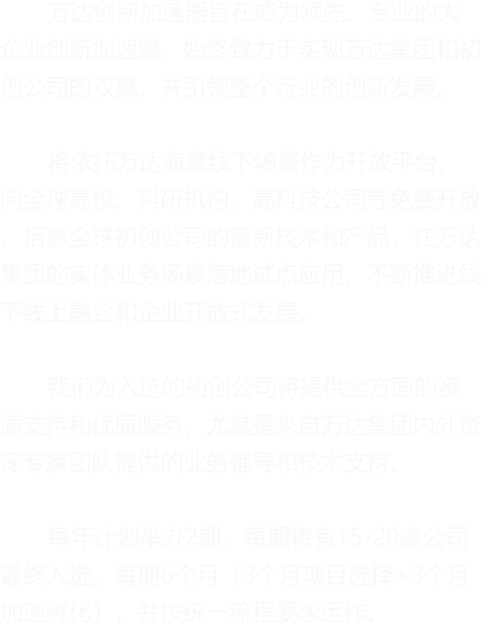 万达创新加速器旨在成为领先、专业的大
企业创新加速器，始终致力于实现万达集团和初
创公司的双赢，并引领整个行业的创新发展。
将依托万达海量线下场景作为开放平台，
向全球高校、科研机构、高科技公司等免费开放
，招募全球初创公司的最新技术和产品，在万达
集团的实体业务场景落地试点应用，不断推进线
下线上融合和企业开放式发展。
我们为入选的初创公司将提供全方面的资
源支持和优质服务，尤其是来自万达集团内外资
深专家团队提供的业务辅导和技术支持。
每年计划举办2期，每期将有15-20家公司
最终入选。每期6个月（3个月项目选择+3个月
加速孵化），并按统一流程要求运作。